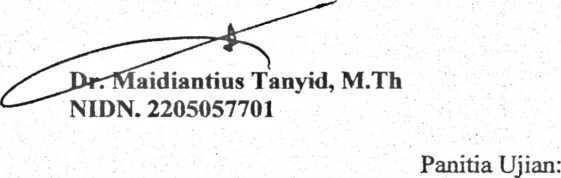 Dr. Maidiantius Tanyid, M.Th
NIDN. 2205057701
Panitia Ujian: